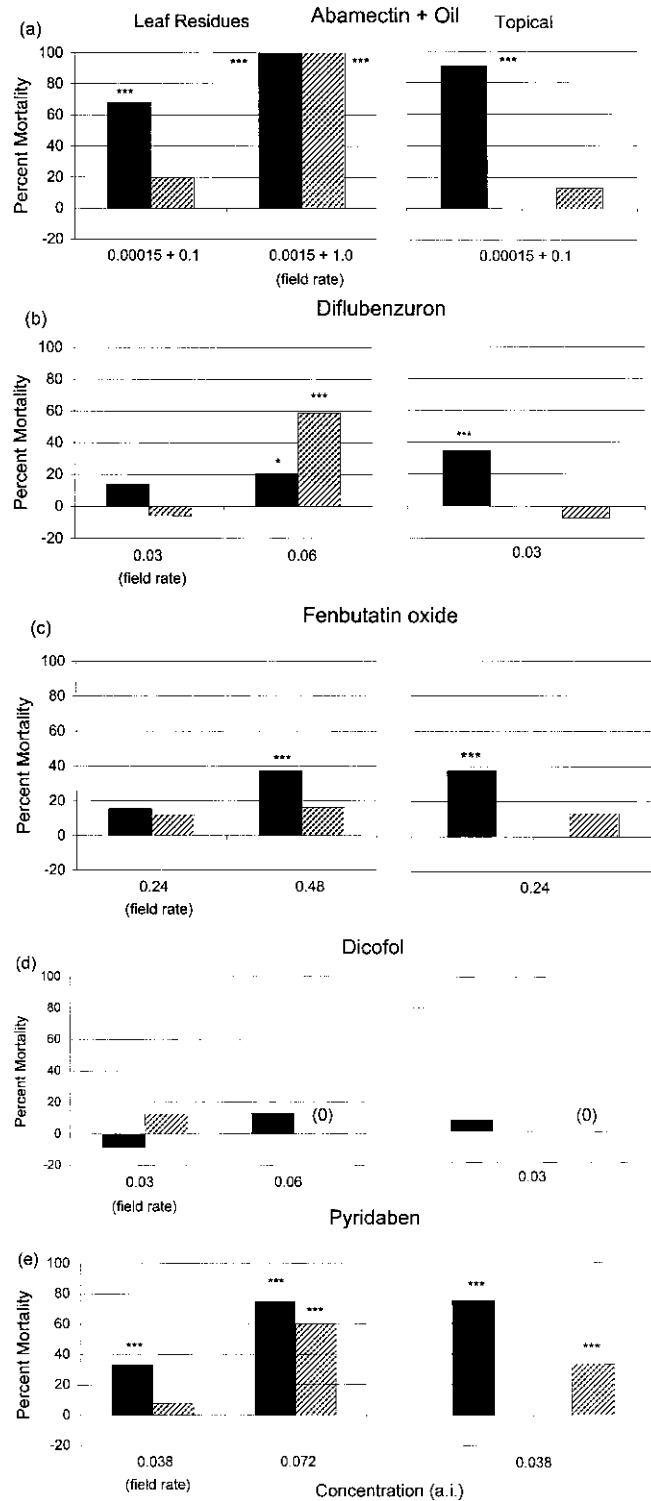 Leaf Residues Abamectin + Oil Topical
(a)
Percent Mortality
100
80
60
40
20
0
-20
*** *** *** ***
0.00015 + 0.1 0.0015 + 1.0 0.00015 + 0.1
(field rate)
(b) Diflubenzuron
Percent Mortality
100
80
60
40
20
0
-20
* *** ***
0.03 0.06 0.03
(field rate)
(c) Fenbutatin oxide
Percent Mortality
100
80
60
40
20
0
-20
*** ***
0.24 0.48 0.24
(field rate)
(d) Dicofol
Percent Mortality
100
80
60
40
20
0
-20
(0) (0)
0.03 0.06 0.03
(field rate)
Pyridaben
(e)
Percent Mortality
100
80
60
40
20
0
-20
*** *** *** *** ***
0.038 0.072 0.038
(field rate) Concentration (a.i.)